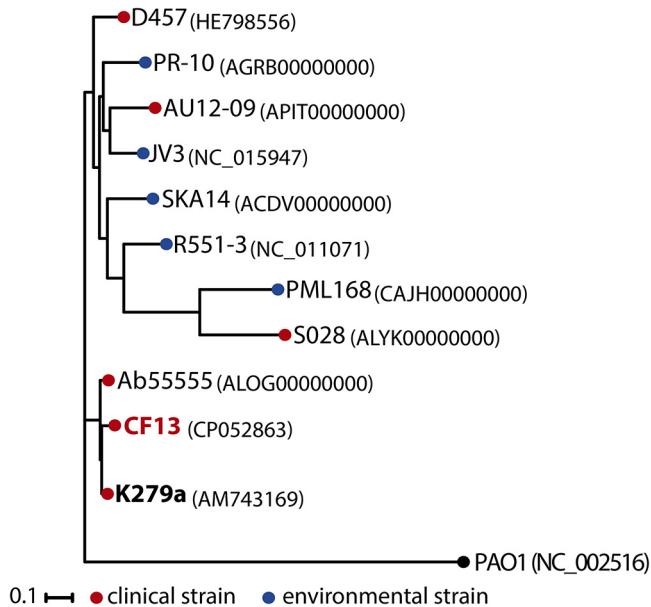 D457 (HE798556)
PR-10 (AGRB00000000)
AU12-09 (APIT00000000)
JV3 (NC_015947)
SKA14 (ACDV00000000)
R551-3 (NC_011071)
PML168 (CAJH00000000)
S028 (ALYK00000000)
Ab55555 (ALOG00000000)
CF13 (CP052863)
K279a (AM743169)
PAO1 (NC_002516)
0.1 clinical strain environmental strain